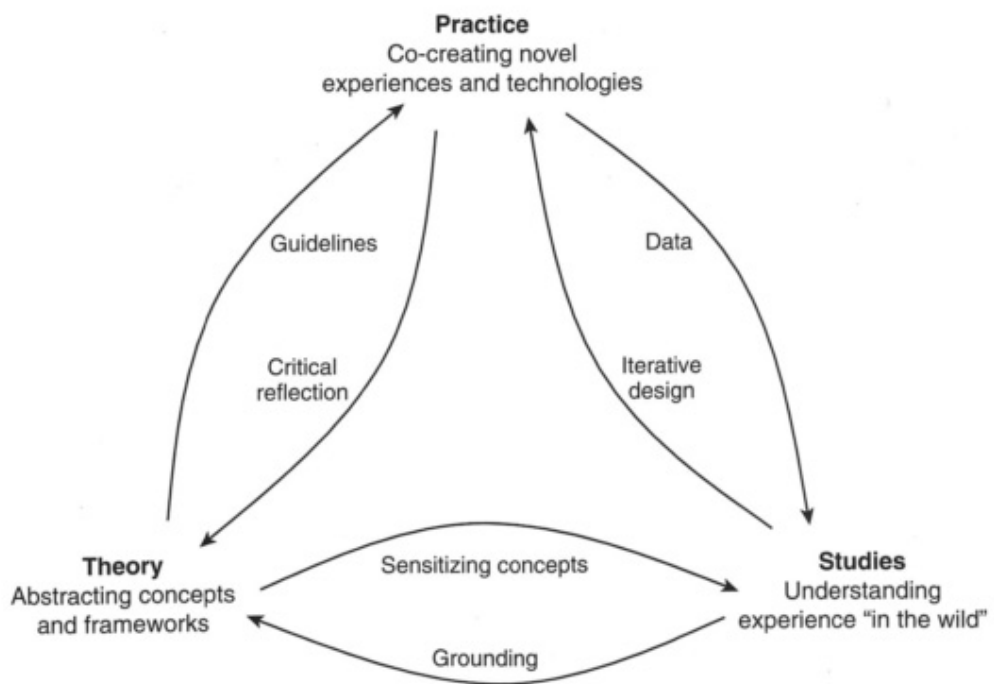 Practice
Co-creating novel
experiences and technologies
Guidelines
Data
Critical
reflection
Iterative
design
Theory
Abstracting concepts
and frameworks
Sensitizing concepts
Studies
Understanding
experience “in the wild”
Grounding